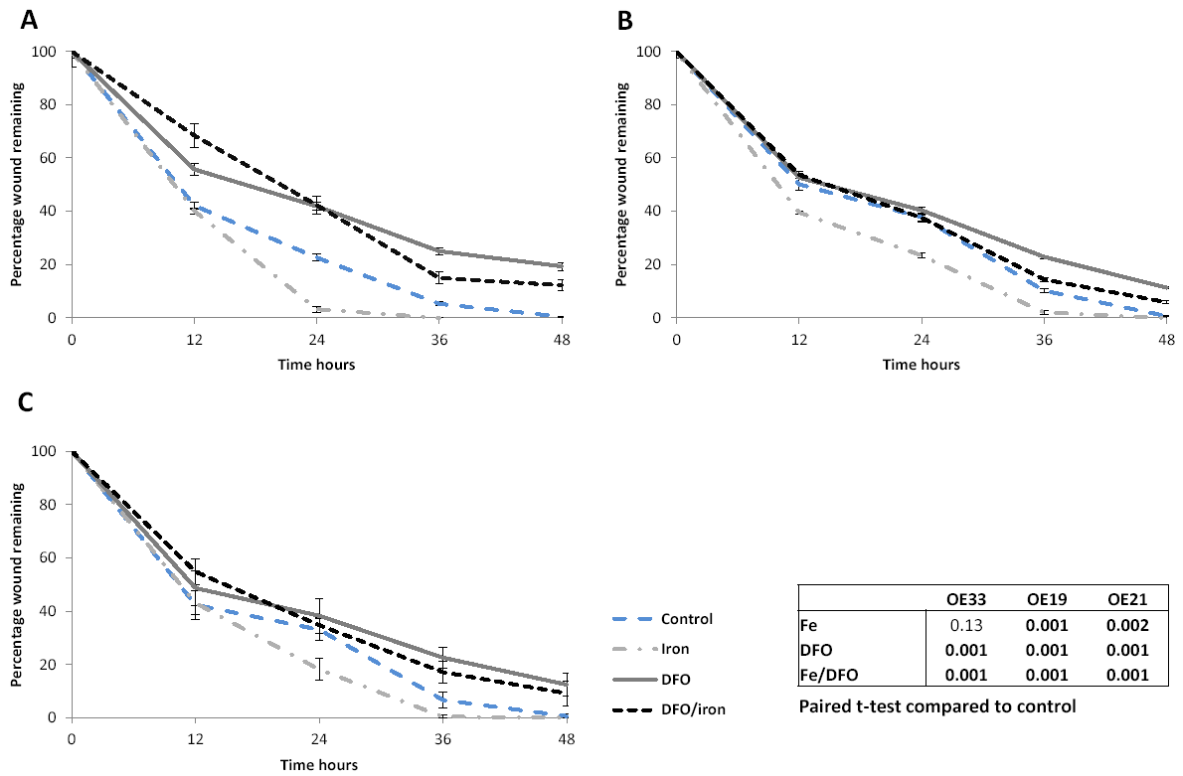 A
Percentage wound remaining
100
80
60
40
20
0
0 12 24 36 48
Time hours
B
Percentage wound remaining
100
80
60
40
20
0
0 12 24 36 48
Time hours
C
Percentage wound remaining
100
80
60
40
20
0
0 12 24 36 48
Time hours
Control
Iron
DFO
DFO/iron
OE33 OE19 OE21
Fe 0.13 0.001 0.002
DFO 0.001 0.001 0.001
Fe/DFO 0.001 0.001 0.001
Paired t-test compared to control